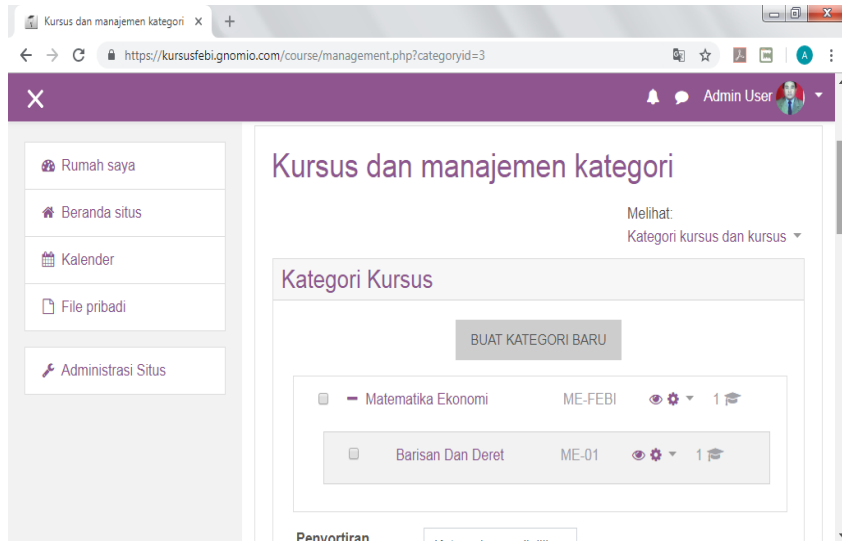 Kursus dan manajemen kategori
https://kursusfebi.gnomio.com/course/management.php?categoryid=3
A
Admin User
Rumah saya
Beranda situs
Kalender
File pribadi
Administrasi Situs
Kursus dan manajemen kategori
Melihat:
Kategori kursus dan kursus
Kategori Kursus
BUAT KATEGORI BARU
Matematika Ekonomi ME-FEBI 1
Barisan Dan Deret ME-01 1
Penyortiran